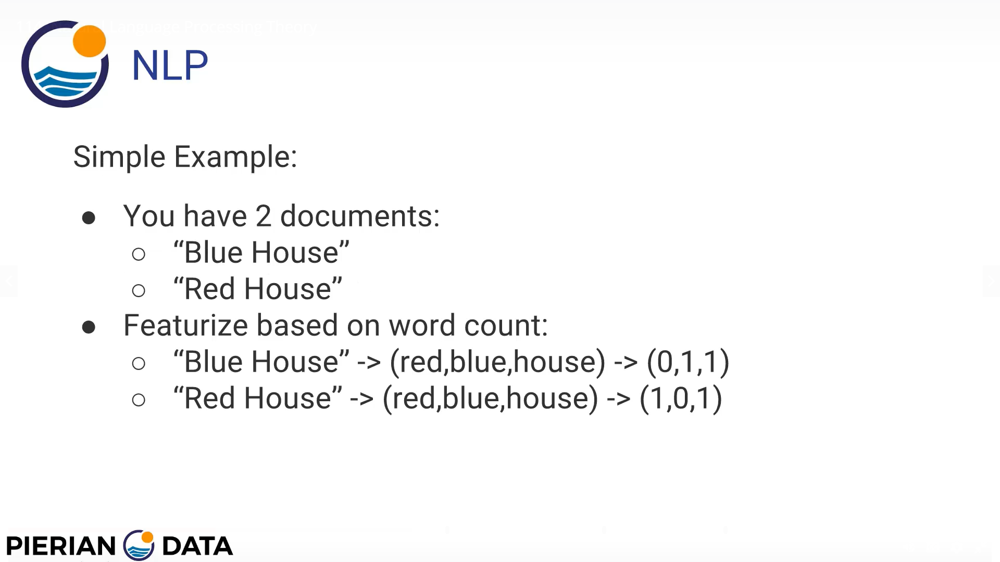 Language Processing Theory
NLP
Simple Example:
● You have 2 documents:
○ “Blue House”
○ “Red House”
● Featurize based on word count:
○ “Blue House” -> (red,blue,house) -> (0,1,1)
○ “Red House” -> (red,blue,house) -> (1,0,1)
PIERIAN DATA